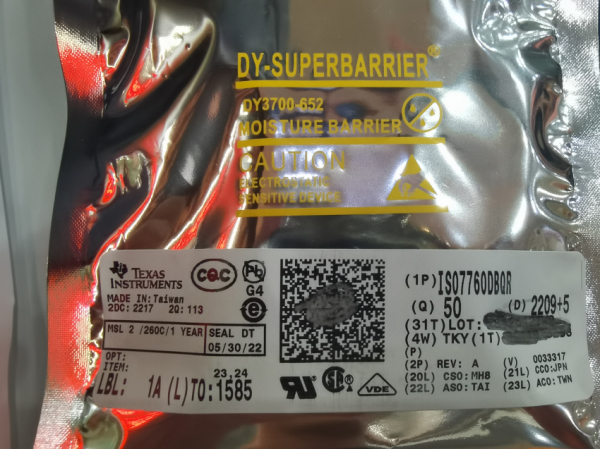 DY-SUPERBARRIER®
DY3700-652
MOISTURE BARRIER
CAUTION
ELECTROSTATIC
SENSITIVE DEVICE
TEXAS
INSTRUMENTS
CQC
Pb
G4
e
MADE IN: Taiwan
2DC: 2217 2Q: 113
MSL 2 /260C/1 YEAR
SEAL DT
05/30/22
OPT:
ITEM:
23,24
LBL: 1A (L)TO:1585
VDE
(1P) ISO7760DBQR
(Q) 50 (D) 2209+5
(31T) LOT:
(4W) TKY (1T)
(P)
(2P) REV: A (V) 0033317
(20L) CSO:MH8 (21L) CCO:JPN
(22L) ASO:TAI (23L) ACO:TWN